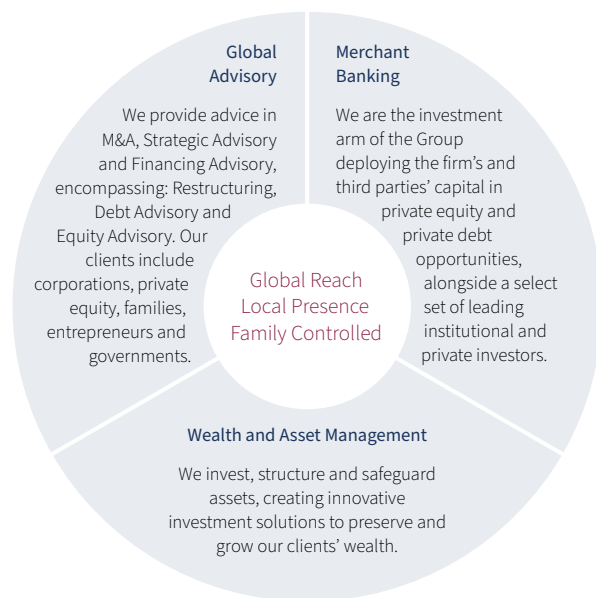 Global
Advisory
We provide advice in
M&A, Strategic Advisory
and Financing Advisory,
encompassing: Restructuring,
Debt Advisory and
Equity Advisory. Our
clients include
corporations, private
equity, families,
entrepreneurs and
governments.
Merchant
Banking
We are the investment
arm of the Group
deploying the firm’s and
third parties’ capital in
private equity and
private debt
opportunities,
alongside a select
set of leading
institutional and
private investors.
Global Reach
Local Presence
Family Controlled
Wealth and Asset Management
We invest, structure and safeguard
assets, creating innovative
investment solutions to preserve and
grow our clients’ wealth.